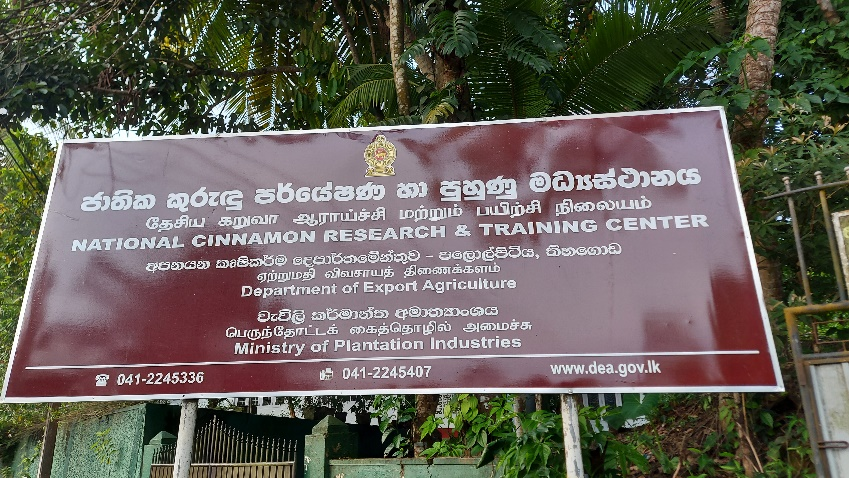 ජාතික කුරුඳු පර්යේෂණ හා පුහුණු මධ්‍යස්ථානය
தேசிய கறுவா ஆராய்ச்சி மற்றும் பயிற்சி நிலையம்
NATIONAL CINNAMON RESEARCH & TRAINING CENTER
අපනයන කෘෂිකර්ම දෙපාර්තමේන්තුව - පලොල්පිටිය, තිහගොඩ
ஏற்றுமதி விவசாயத் திணைக்களம்
Department of Export Agriculture
වැවිලි කර්මාන්ත අමාත්‍යාංශය
பெருந்தோட்டக் கைத்தொழில் அமைச்சு
Ministry of Plantation Industries
041-2245336 041-2245407 www.dea.gov.lk